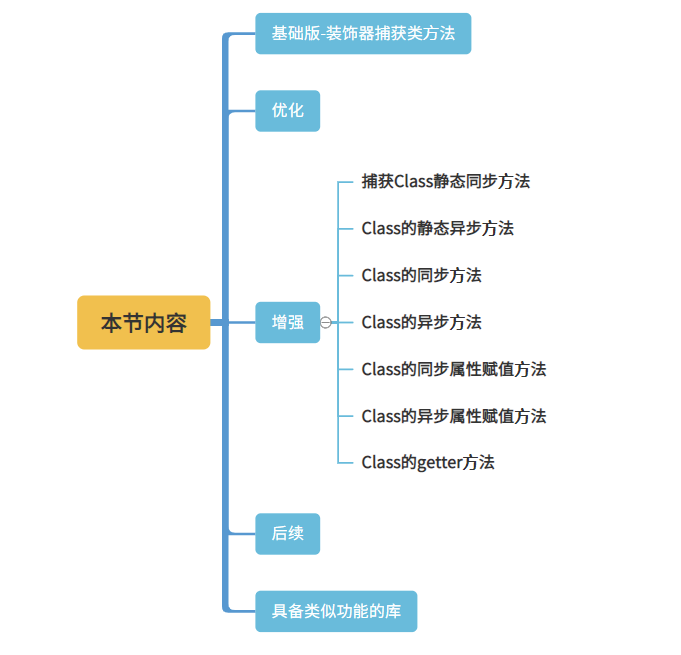 本节内容
基础版-装饰器捕获类方法
优化
增强
捕获Class静态同步方法
Class的静态异步方法
Class的同步方法
Class的异步方法
Class的同步属性赋值方法
Class的异步属性赋值方法
Class的getter方法
后续
具备类似功能的库